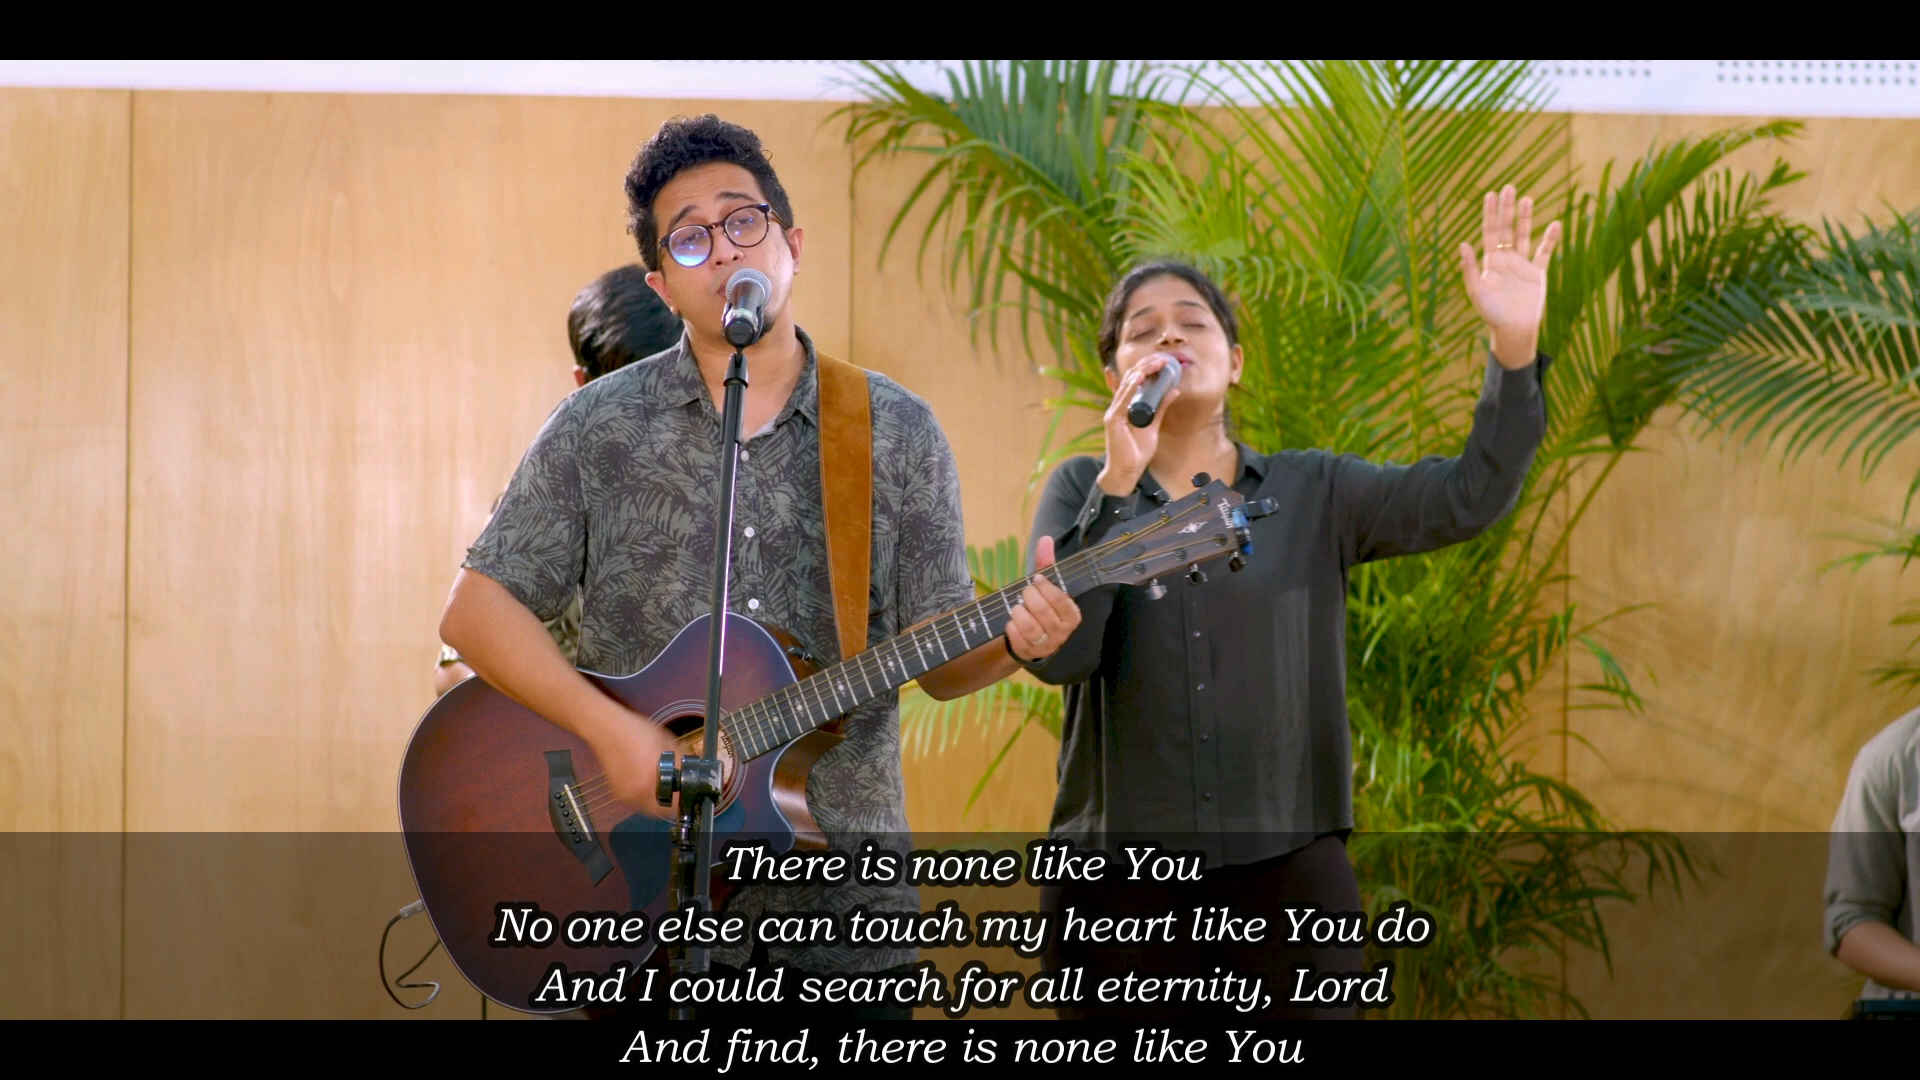 Taylor
There is none like You
No one else can touch my heart like You do
And I could search for all eternity, Lord
And find, there is none like You